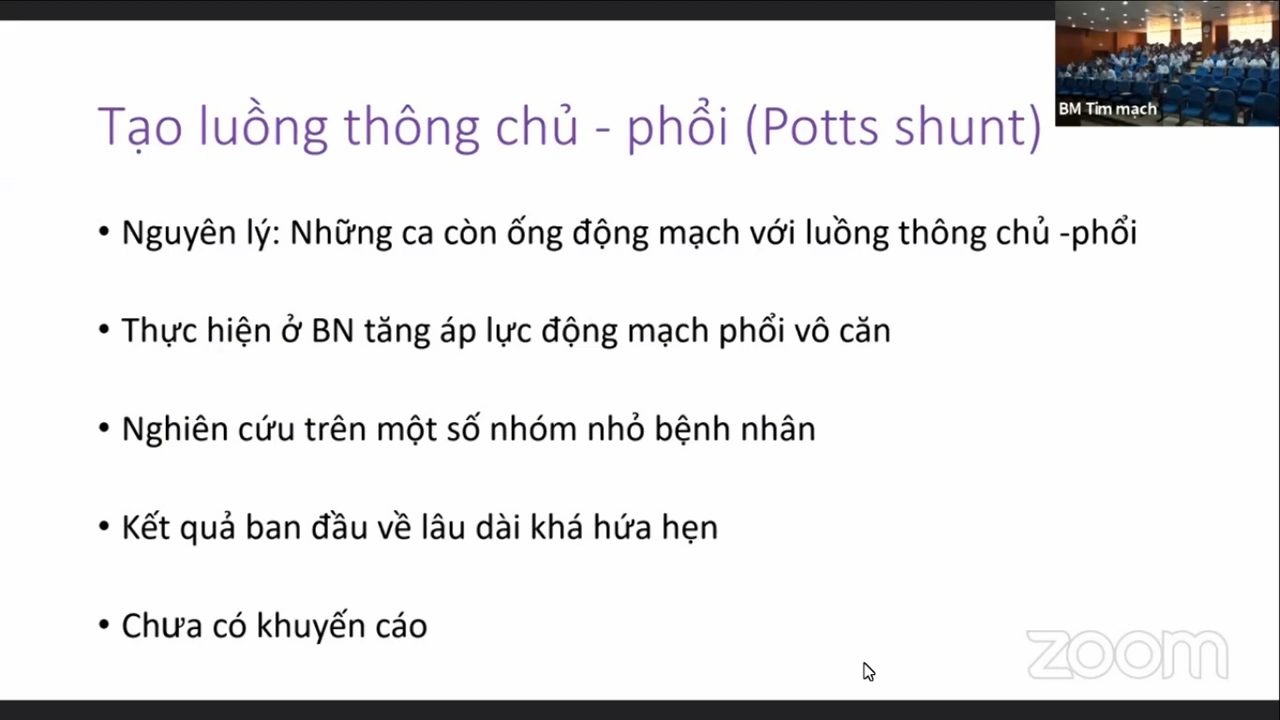 BM Tim mạch
Tạo luồng thông chủ - phổi (Potts shunt)
• Nguyên lý: Những ca còn ống động mạch với luồng thông chủ -phổi
• Thực hiện ở BN tăng áp lực động mạch phổi vô căn
• Nghiên cứu trên một số nhóm nhỏ bệnh nhân
• Kết quả ban đầu về lâu dài khá hứa hẹn
• Chưa có khuyến cáo
zoom